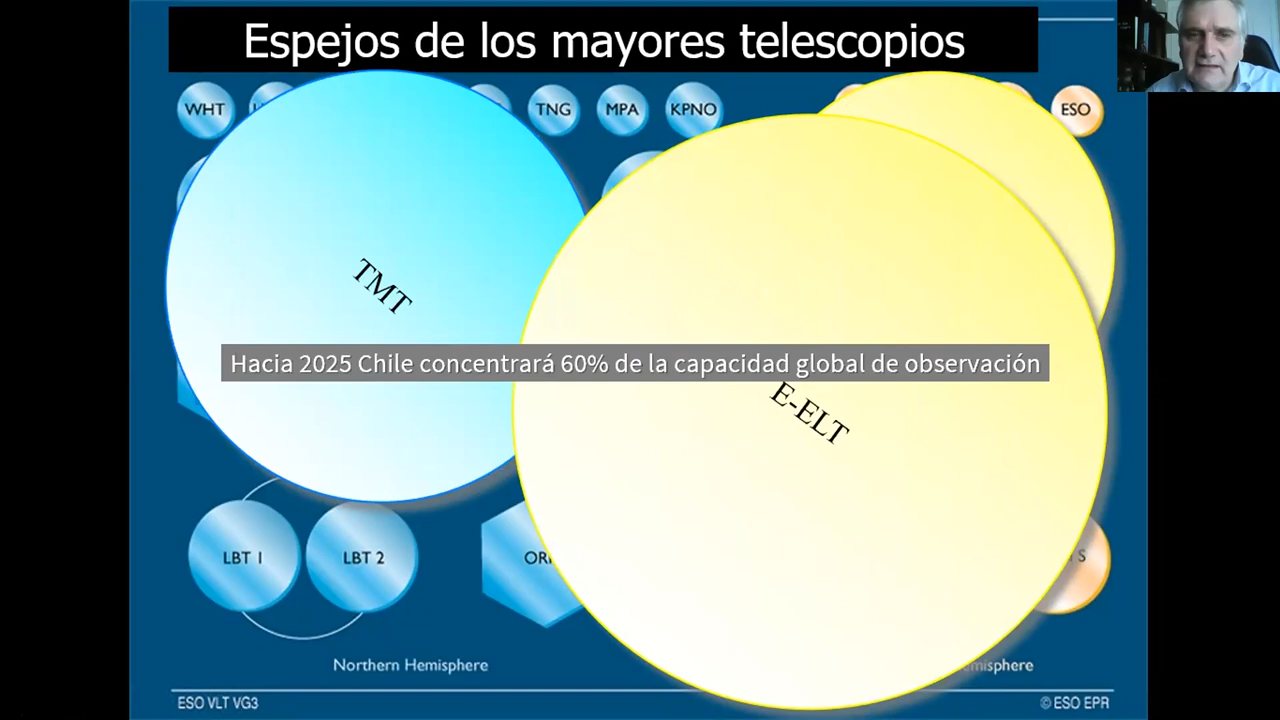 Espejos de los mayores telescopios
WHT
TNG
MPA
KPNO
ESO
TMT
Hacia 2025 Chile concentrará 60% de la capacidad global de observación
E-ELT
LBT 1
LBT 2
Northern Hemisphere
ESO VLT VG3
© ESO EPR